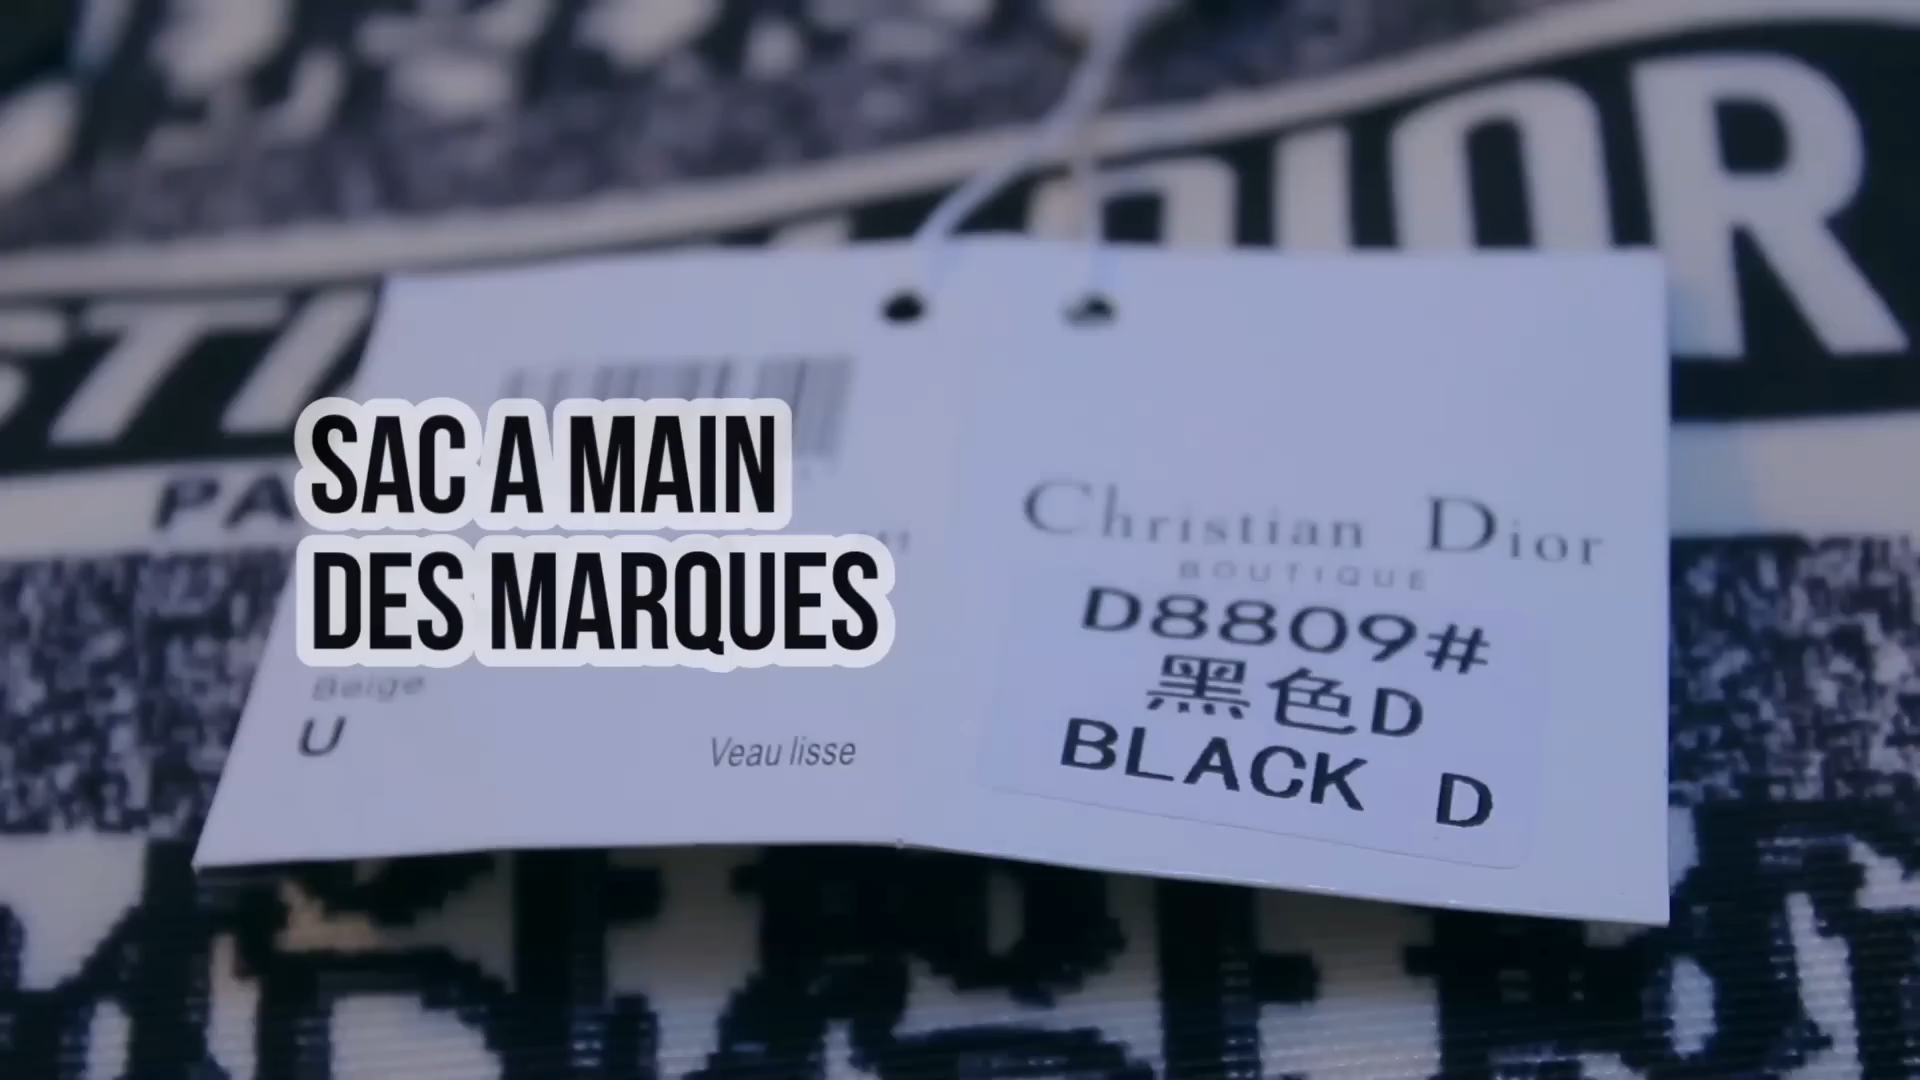 DIOR
PA
SAC A MAIN
DES MARQUES
Beige
U
Veau lisse
Christian Dior
BOUTIQUE
D8809#
黑色D
BLACK D